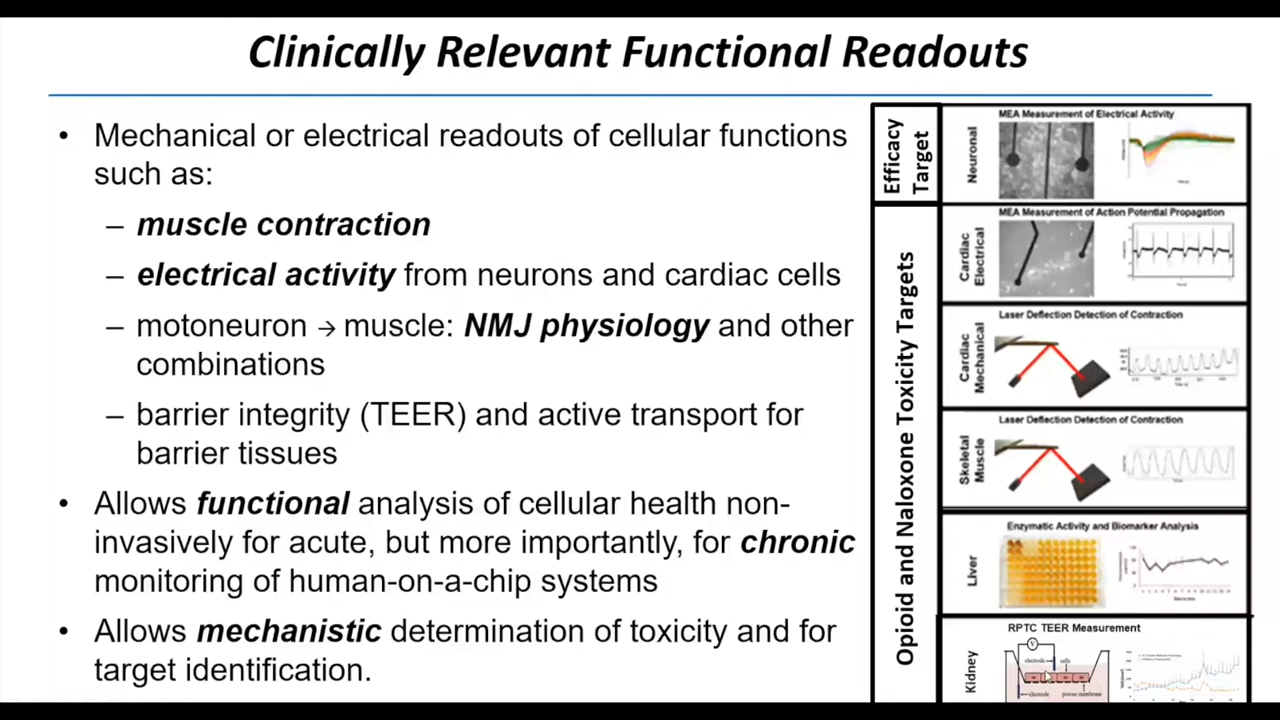 Clinically Relevant Functional Readouts
• Mechanical or electrical readouts of cellular functions
such as:
– muscle contraction
– electrical activity from neurons and cardiac cells
– motoneuron → muscle: NMJ physiology and other
combinations
– barrier integrity (TEER) and active transport for
barrier tissues
• Allows functional analysis of cellular health non-
invasively for acute, but more importantly, for chronic
monitoring of human-on-a-chip systems
• Allows mechanistic determination of toxicity and for
target identification.
Efficacy
Target
Neuronal
MEA Measurement of Electrical Activity
Opioid and Naloxone Toxicity Targets
Cardiac
Electrical
MEA Measurement of Action Potential Propagation
Cardiac
Mechanical
Laser Deflection Detection of Contraction
Skeletal
Muscle
Laser Deflection Detection of Contraction
Liver
Enzymatic Activity and Biomarker Analysis
Kidney
RPTC TEER Measurement
V
electrode
cells
electrode
porous membrane